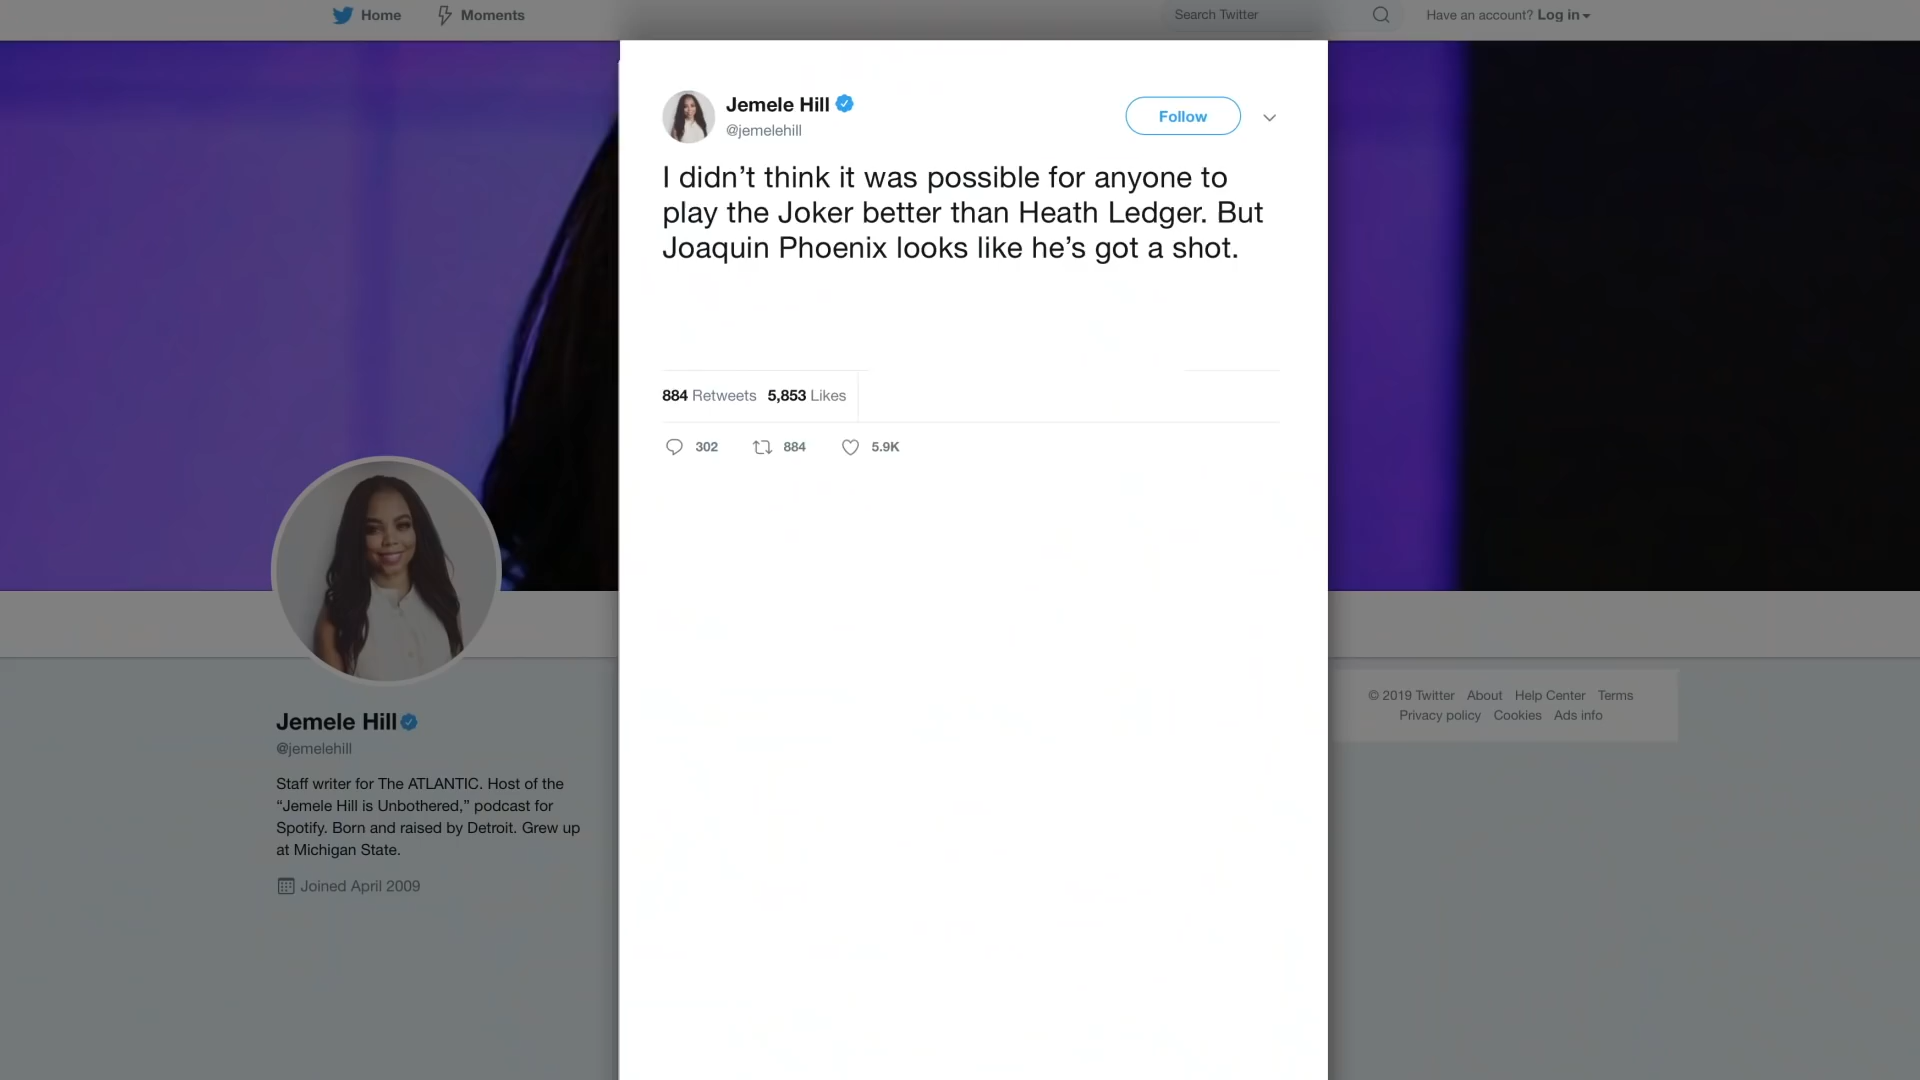 Home
Moments
Search Twitter
Have an account? Log in
Jemele Hill
@jemelehill
Follow
I didn’t think it was possible for anyone to
play the Joker better than Heath Ledger. But
Joaquin Phoenix looks like he’s got a shot.
884 Retweets 5,853 Likes
302 884 5.9K
Jemele Hill
@jemelehill
Staff writer for The ATLANTIC. Host of the
“Jemele Hill is Unbothered,” podcast for
Spotify. Born and raised by Detroit. Grew up
at Michigan State.
Joined April 2009
© 2019 Twitter About Help Center Terms
Privacy policy Cookies Ads info